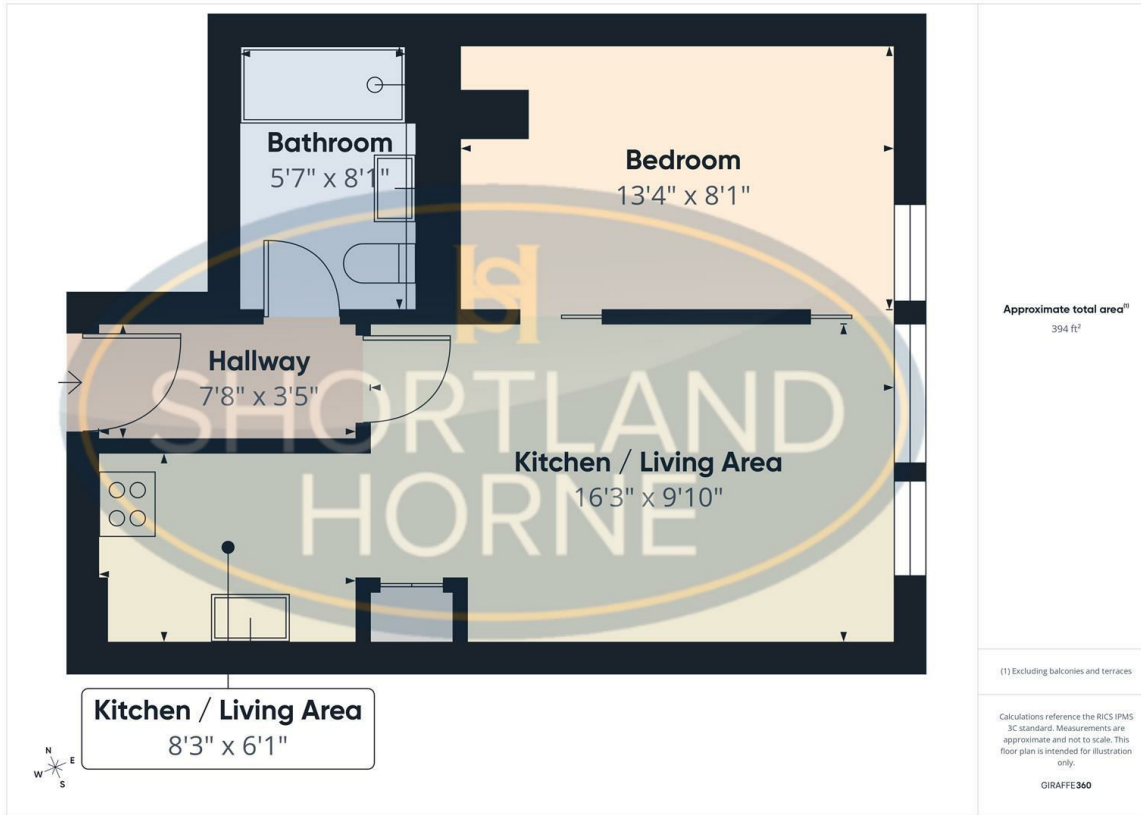 Bathroom
5'7" x 8'1"
Bedroom
13'4" x 8'1"
HS
Approximate total area(1)
394 ft²
Hallway
7'8" x 3'5"
SHORTLAND
HORNE
Kitchen / Living Area
16'3" x 9'10"
Kitchen / Living Area
8'3" x 6'1"
N
E
W
S
(1) Excluding balconies and terraces
Calculations reference the RICS IPMS
3C standard. Measurements are
approximate and not to scale. This
floor plan is intended for illustration
only.
GIRAFFE360